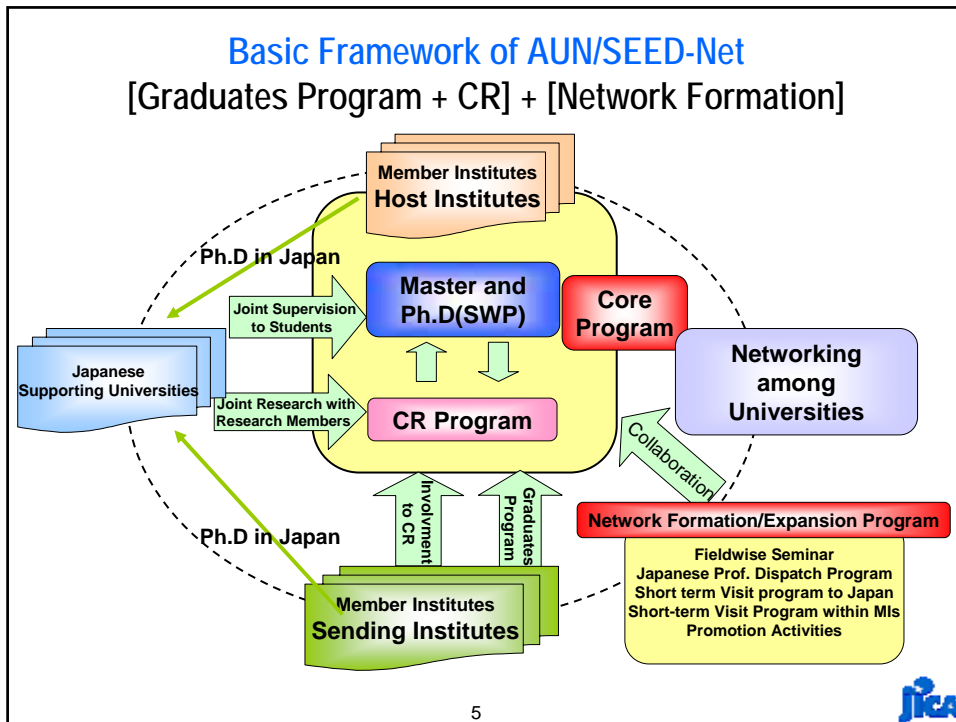 Basic Framework of AUN/SEED-Net
[Graduates Program + CR] + [Network Formation]
Member Institutes
Host Institutes
Ph.D in Japan
Joint Supervision
to Students
Master and
Ph.D(SWP)
Core
Program
Networking
among
Universities
Japanese
Supporting Universities
Joint Research with
Research Members
CR Program
Collaboration
Involvment
to CR
Graduates
Program
Ph.D in Japan
Network Formation/Expansion Program
Fieldwise Seminar
Japanese Prof. Dispatch Program
Short term Visit program to Japan
Short-term Visit Program within MIs
Promotion Activities
Member Institutes
Sending Institutes
5
jICA